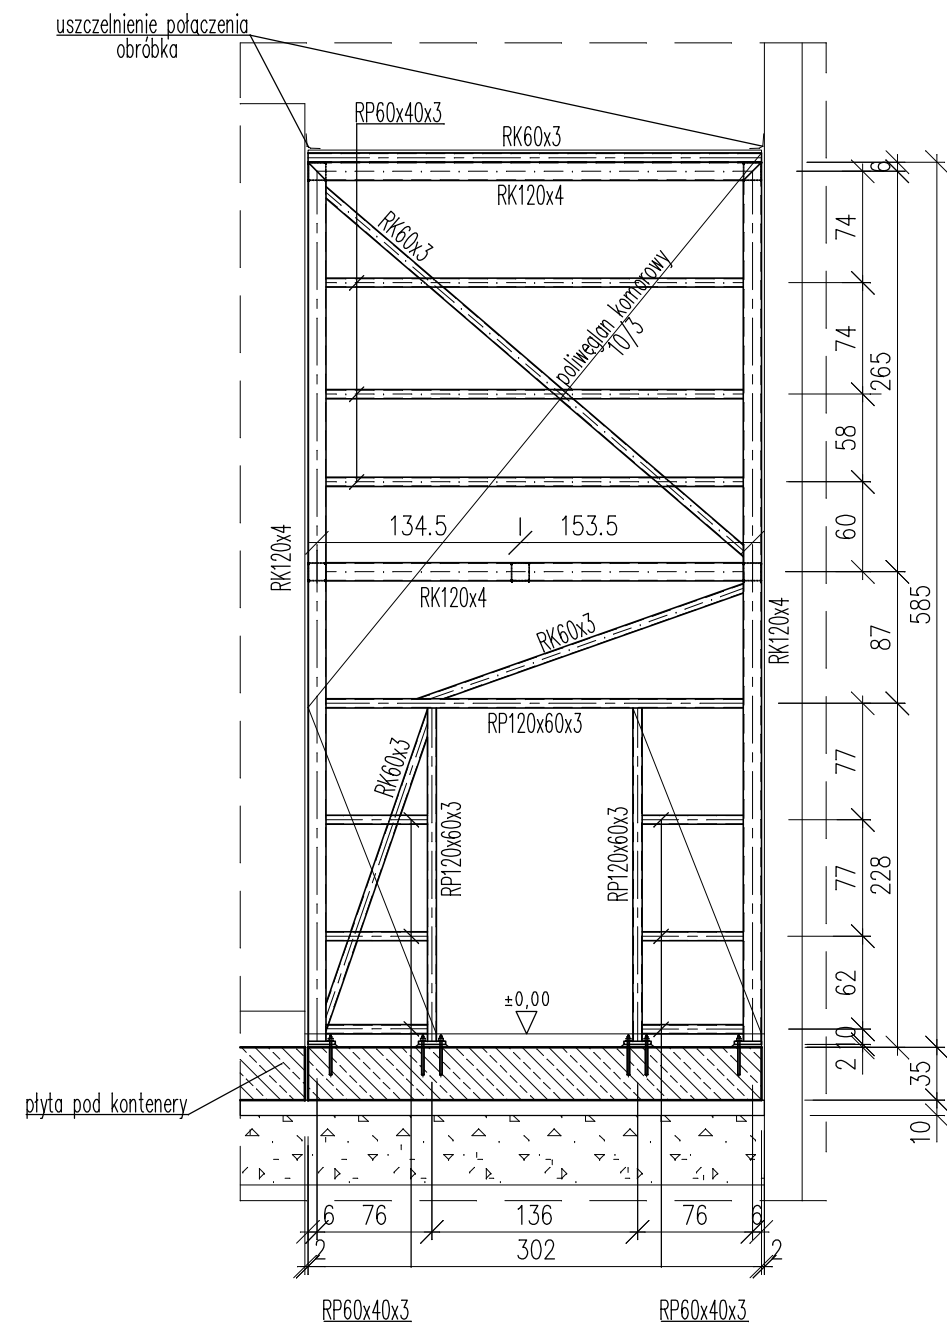 uszczelnienie połączenia
obróbka
RP60x40x3
RK60x3
RK120x4
RK60x3
poliwęglan komorowy
10/3
6
74
74
265
58
60
134.5
153.5
RK120x4
RK120x4
RK60x3
RK120x4
585
87
RP120x60x3
RK60x3
RP120x60x3
RP120x60x3
77
77
228
62
±0,00
10
2
35
10
płyta pod kontenery
6
76
136
76
6
2
302
2
RP60x40x3
RP60x40x3